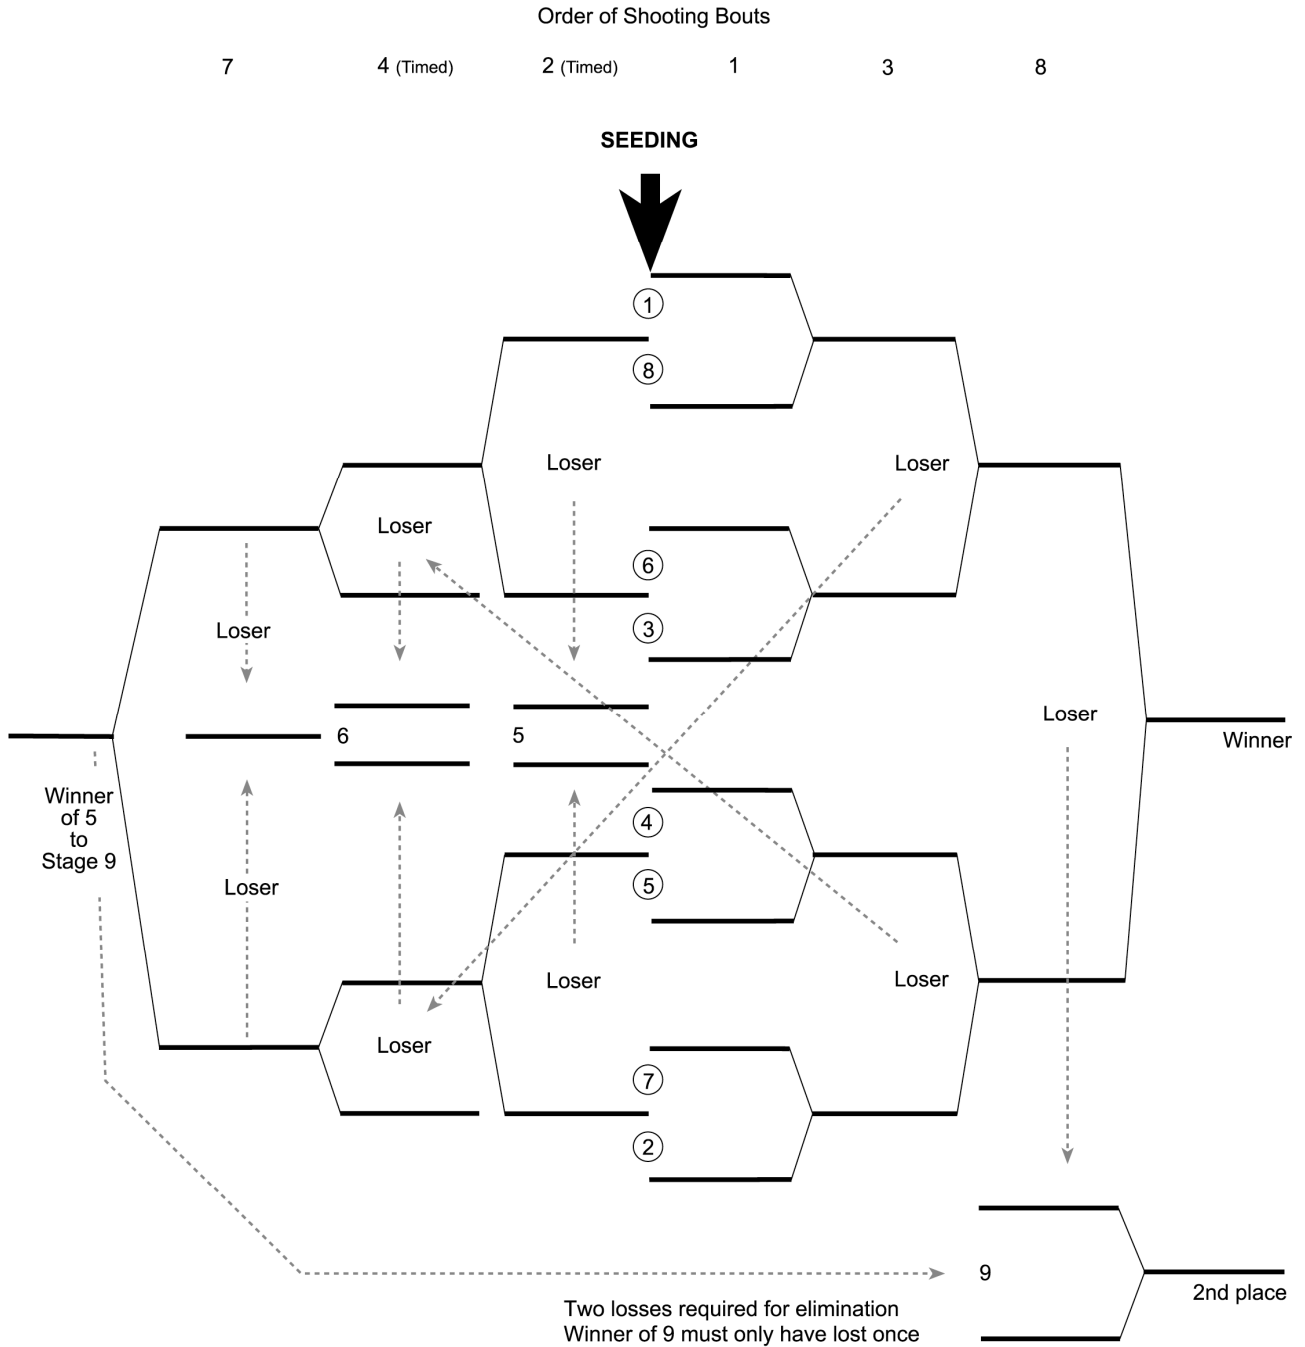 Order of Shooting Bouts
7
4 (Timed)
2 (Timed)
1
3
8
SEEDING
1
8
Loser
Loser
Loser
6
3
Loser
Loser
6
5
Winner
Winner
of 5
to
Stage 9
4
5
Loser
Loser
Loser
Loser
7
2
9
2nd place
Two losses required for elimination
Winner of 9 must only have lost once